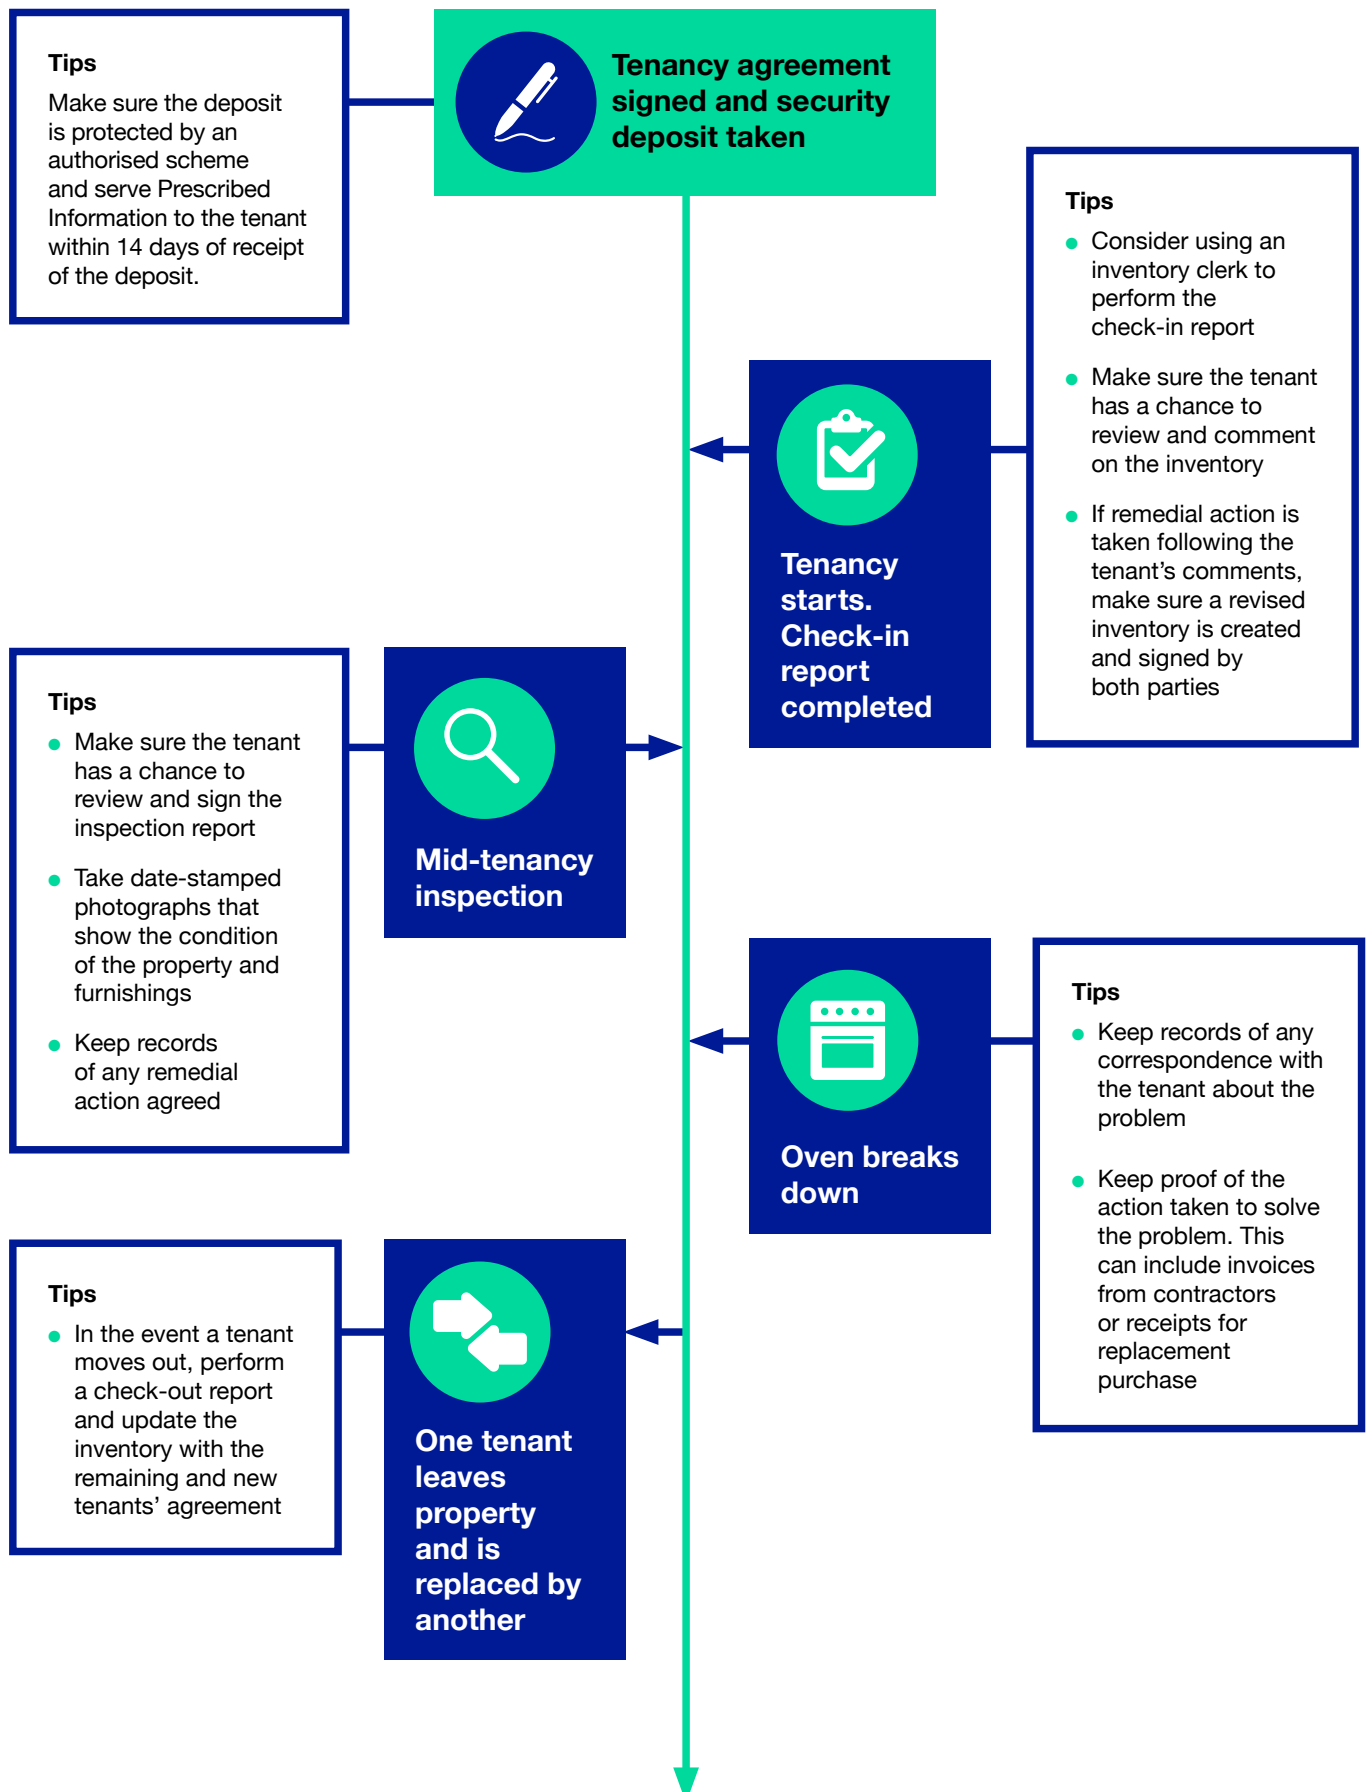 Tips
Make sure the deposit
is protected by an
authorised scheme
and serve Prescribed
Information to the tenant
within 14 days of receipt
of the deposit.
Tenancy agreement
signed and security
deposit taken
Tips
Consider using an
inventory clerk to
perform the
check-in report
Make sure the tenant
has a chance to
review and comment
on the inventory
If remedial action is
taken following the
tenant’s comments,
make sure a revised
inventory is created
and signed by
both parties
Tenancy
starts.
Check-in
report
completed
Tips
Make sure the tenant
has a chance to
review and sign the
inspection report
Take date-stamped
photographs that
show the condition
of the property and
furnishings
Keep records
of any remedial
action agreed
Mid-tenancy
inspection
Oven breaks
down
Tips
Keep records of any
correspondence with
the tenant about the
problem
Keep proof of the
action taken to solve
the problem. This
can include invoices
from contractors
or receipts for
replacement
purchase
Tips
In the event a tenant
moves out, perform
a check-out report
and update the
inventory with the
remaining and new
tenants’ agreement
One tenant
leaves
property
and is
replaced by
another